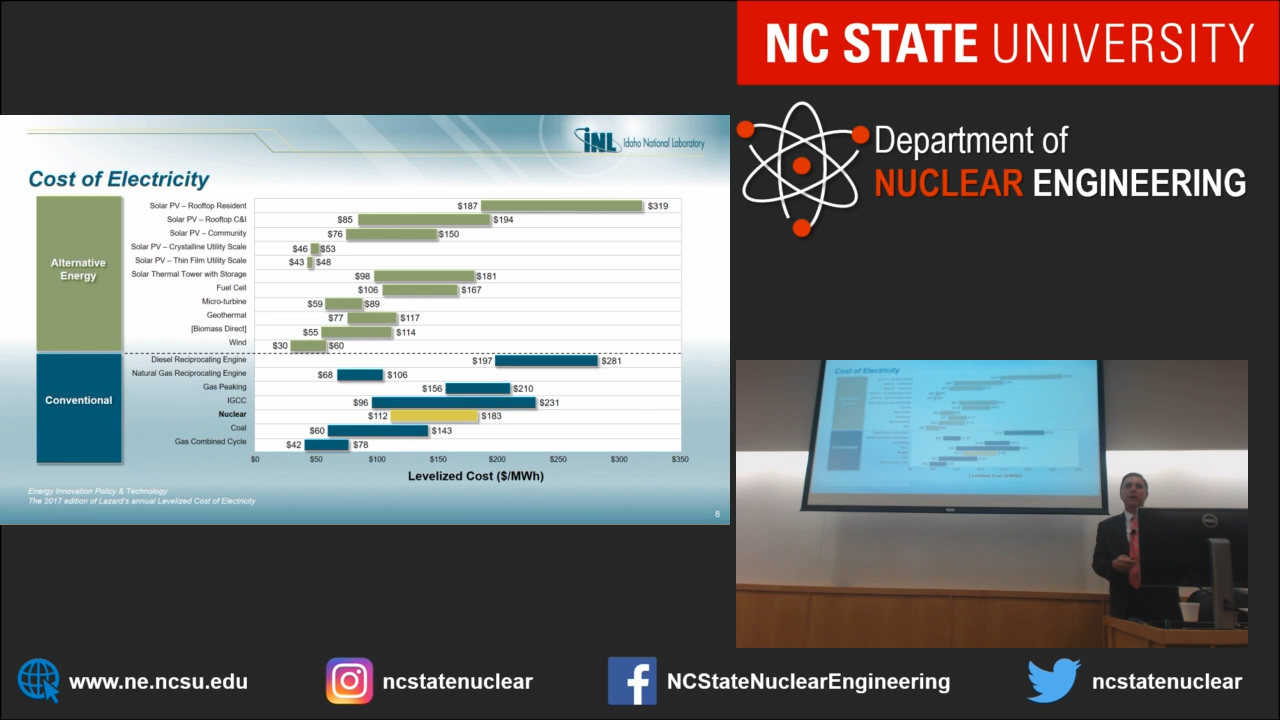 NC STATE UNIVERSITY
Department of
NUCLEAR ENGINEERING
INL Idaho National Laboratory
Cost of Electricity
Alternative
Energy
Solar PV – Rooftop Resident $187 $319
Solar PV – Rooftop C&I $85 $194
Solar PV – Community $76 $150
Solar PV – Crystalline Utility Scale $46 $53
Solar PV – Thin Film Utility Scale $43 $48
Solar Thermal Tower with Storage $98 $181
Fuel Cell $106 $167
Micro-turbine $59 $89
Geothermal $77 $117
[Biomass Direct] $55 $114
Wind $30 $60
Conventional
Diesel Reciprocating Engine $197 $281
Natural Gas Reciprocating Engine $68 $106
Gas Peaking $156 $210
IGCC $96 $231
Nuclear $112 $183
Coal $60 $143
Gas Combined Cycle $42 $78
$0 $50 $100 $150 $200 $250 $300 $350
Levelized Cost ($/MWh)
Energy Innovation Policy & Technology
The 2017 edition of Lazard's annual Levelized Cost of Electricity
8
Cost of Electricity
Levelized Cost ($/MWh)
DELL
www.ne.ncsu.edu
ncstatenuclear
NCStateNuclearEngineering
ncstatenuclear